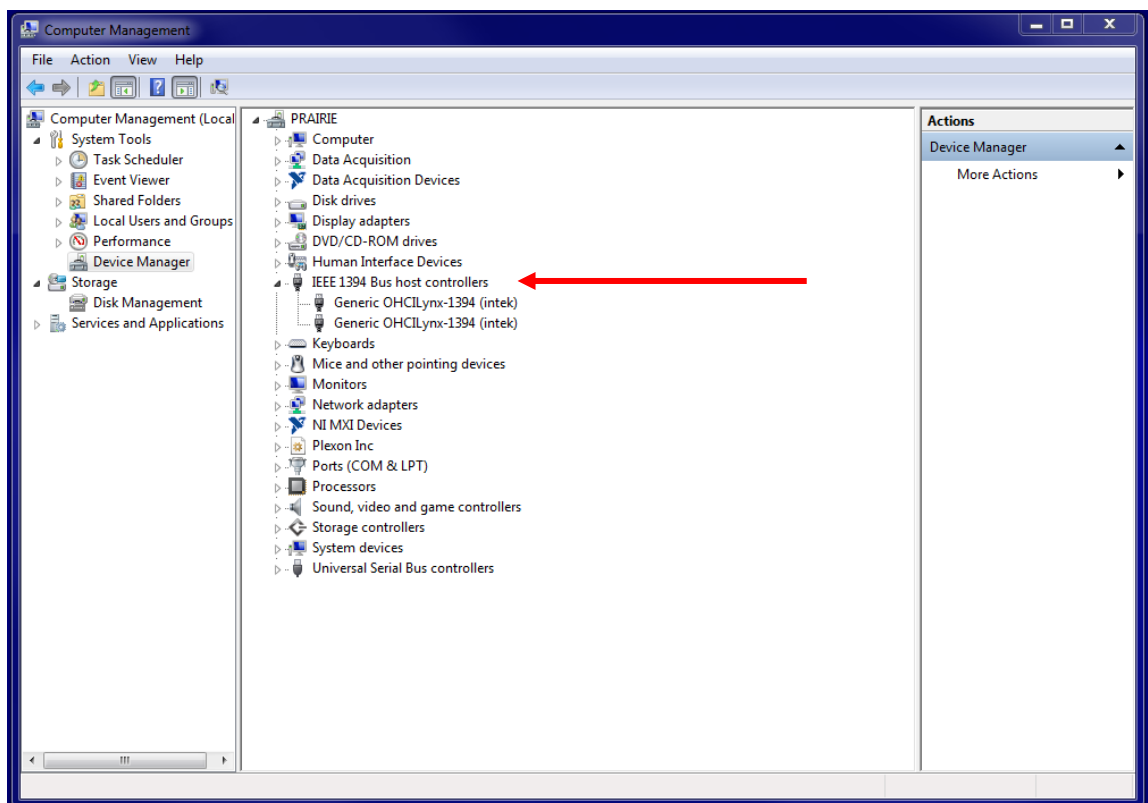 Computer Management
File Action View Help
Computer Management (Local
System Tools
Task Scheduler
Event Viewer
Shared Folders
Local Users and Groups
Performance
Device Manager
Storage
Disk Management
Services and Applications
PRAIRIE
Computer
Data Acquisition
Data Acquisition Devices
Disk drives
Display adapters
DVD/CD-ROM drives
Human Interface Devices
IEEE 1394 Bus host controllers
Generic OHCILynx-1394 (intek)
Generic OHCILynx-1394 (intek)
Keyboards
Mice and other pointing devices
Monitors
Network adapters
NI MXI Devices
Plexon Inc
Ports (COM & LPT)
Processors
Sound, video and game controllers
Storage controllers
System devices
Universal Serial Bus controllers
Actions
Device Manager
More Actions